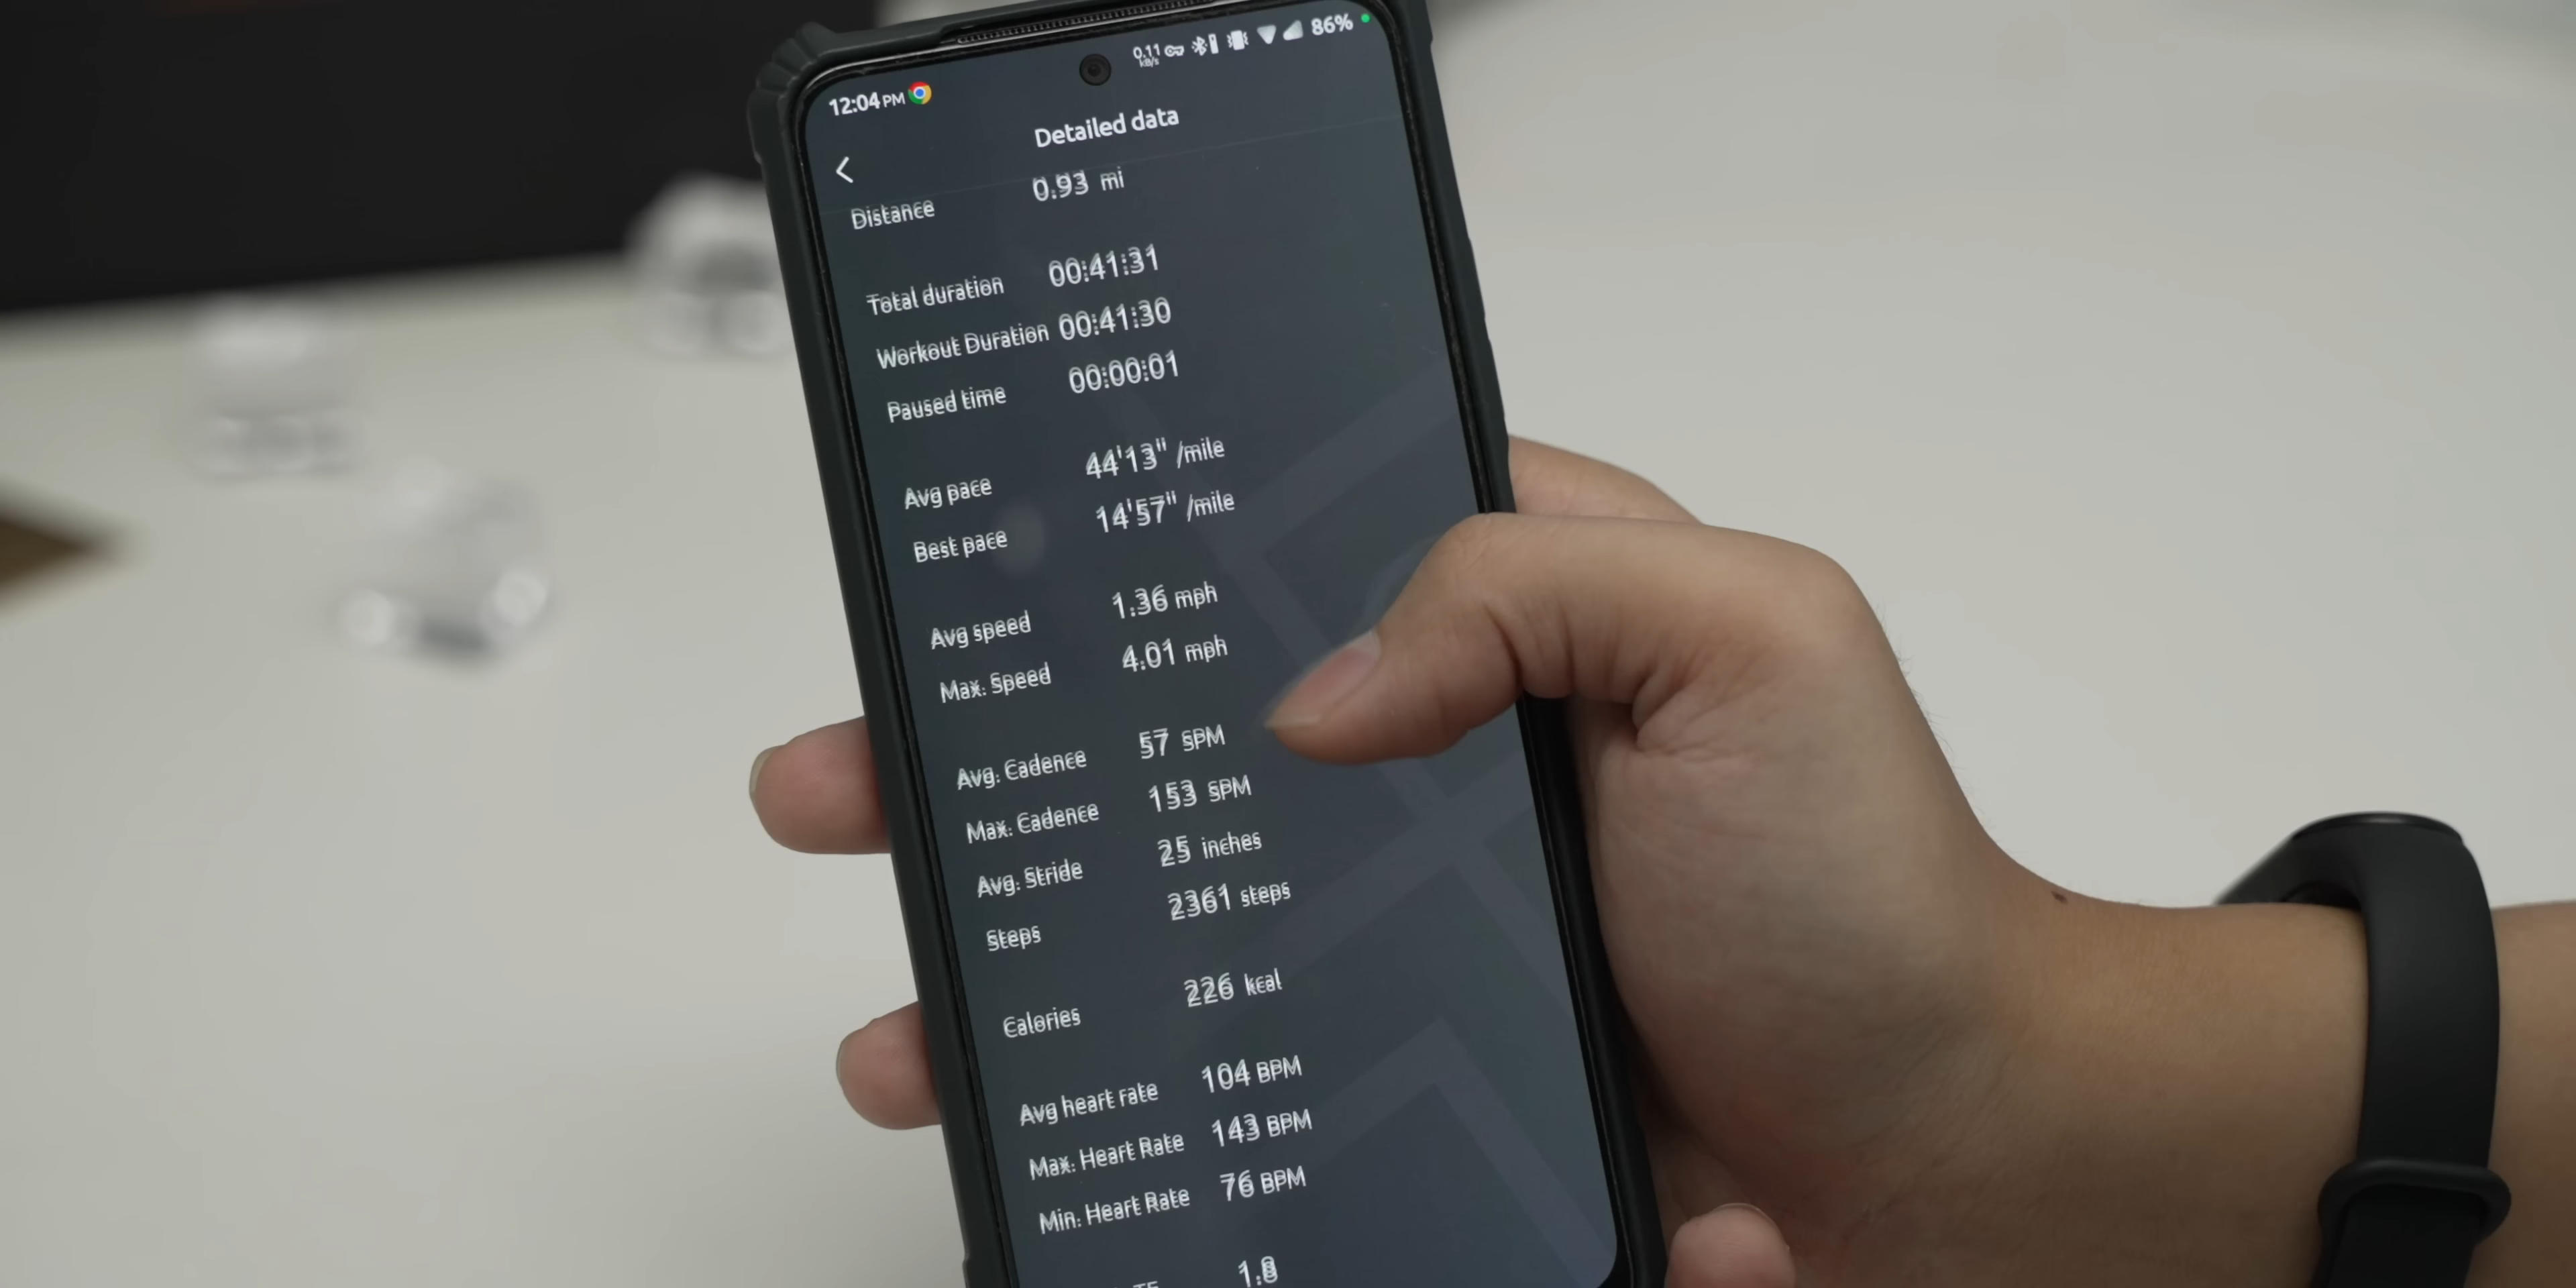 12:04 PM
0.11 kB/s
86%
Detailed data
Distance 0.93 mi
Total duration 00:41:31
Workout Duration 00:41:30
Paused time 00:00:01
Avg pace 44'13" /mile
Best pace 14'57" /mile
Avg speed 1.36 mph
Max. Speed 4.01 mph
Avg. Cadence 57 SPM
Max. Cadence 153 SPM
Avg. Stride 25 inches
Steps 2361 steps
Calories 226 kcal
Avg heart rate 104 BPM
Max. Heart Rate 143 BPM
Min. Heart Rate 76 BPM
TE 1.8